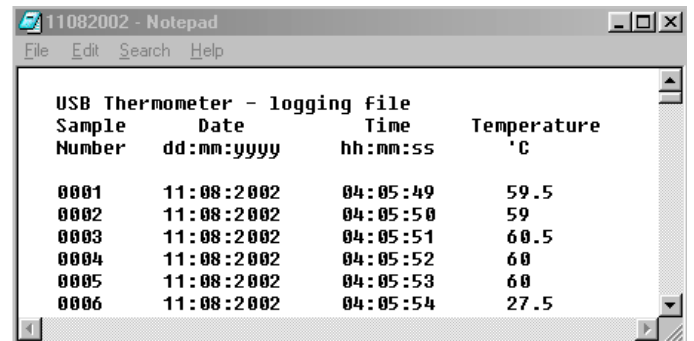 11082002 - Notepad
File Edit Search Help
USB Thermometer - logging file
Sample Date Time Temperature
Number dd:mm:yyyy hh:mm:ss 'C
0001 11:08:2002 04:05:49 59.5
0002 11:08:2002 04:05:50 59
0003 11:08:2002 04:05:51 60.5
0004 11:08:2002 04:05:52 60
0005 11:08:2002 04:05:53 60
0006 11:08:2002 04:05:54 27.5